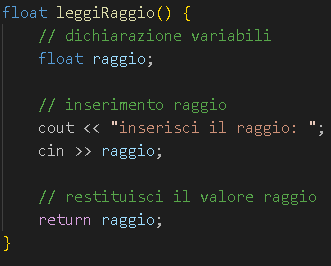 float leggiRaggio() {
// dichiarazione variabili
float raggio;
// inserimento raggio
cout << "inserisci il raggio: ";
cin >> raggio;
// restituisci il valore raggio
return raggio;
}